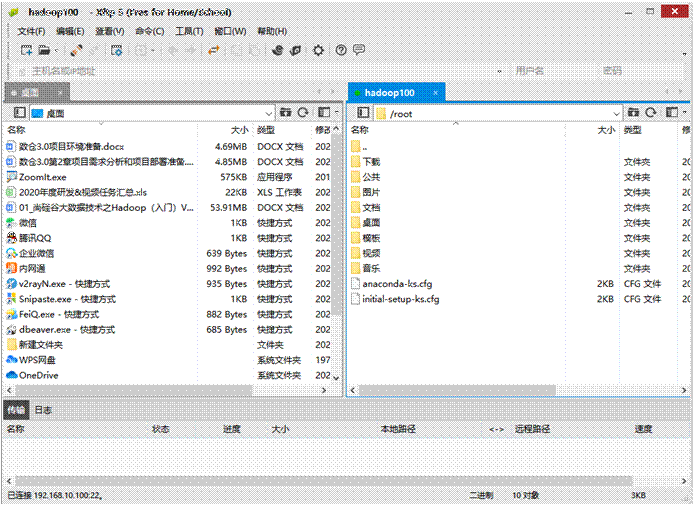 hadoop100 - Xftp 6 (Free for Home/School)
文件(F) 编辑(E) 查看(V) 命令(C) 工具(T) 窗口(W) 帮助(H)
主机名或IP地址 用户名 密码
桌面 × hadoop100 ×
桌面 /root
名称 大小 类型 修改 名称 大小 类型 修
数仓3.0项目环境准备.docx 4.69MB DOCX 文档 202
..
数仓3.0第2章项目需求分析和项目部署准备.... 4.85MB DOCX 文档 202
下载 文件夹 20
ZoomIt.exe 575KB 应用程序 201
公共 文件夹 20
2020年度研发&视频任务汇总.xls 22KB XLS 工作表 202
图片 文件夹 20
01_尚硅谷大数据技术之Hadoop（入门）V... 53.91MB DOCX 文档 202
文档 文件夹 20
微信 1KB 快捷方式 202
桌面 文件夹 20
腾讯QQ 1KB 快捷方式 202
模板 文件夹 20
企业微信 639 Bytes 快捷方式 202
视频 文件夹 20
内网通 992 Bytes 快捷方式 202
音乐 文件夹 20
v2rayN.exe - 快捷方式 935 Bytes 快捷方式 202
anaconda-ks.cfg 2KB CFG 文件 20
Snipaste.exe - 快捷方式 1KB 快捷方式 202
initial-setup-ks.cfg 2KB CFG 文件 20
FeiQ.exe - 快捷方式 882 Bytes 快捷方式 202
dbeaver.exe - 快捷方式 685 Bytes 快捷方式 202
新建文件夹 文件夹 202
WPS网盘 系统文件夹 197
OneDrive 系统文件夹 202
传输 日志
名称 状态 进度 大小 本地路径 <-> 远程路径 速度
已连接 192.168.10.100:22。 二进制 10 对象 3KB